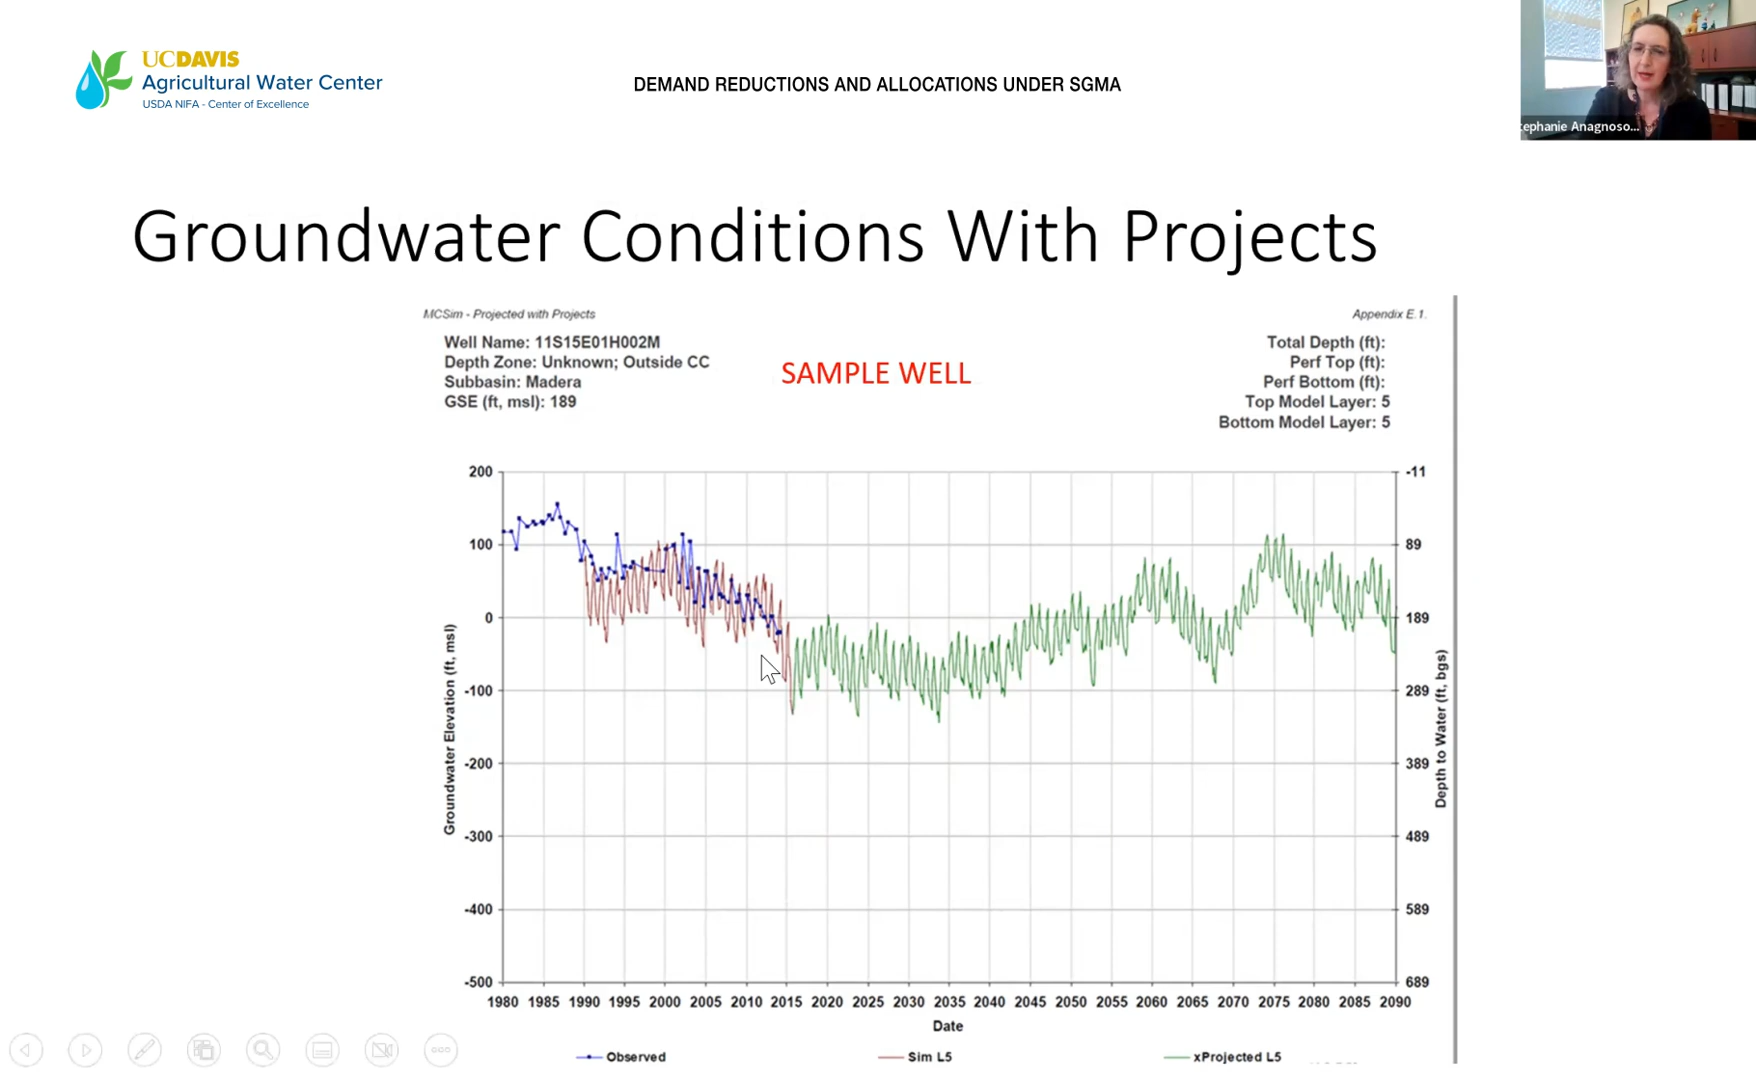 UCDAVIS
Agricultural Water Center
USDA NIFA - Center of Excellence
DEMAND REDUCTIONS AND ALLOCATIONS UNDER SGMA
tephanie Anagnoso...
Groundwater Conditions With Projects
MCSim - Projected with Projects
Appendix E.1.
Well Name: 11S15E01H002M
Depth Zone: Unknown; Outside CC
Subbasin: Madera
GSE (ft, msl): 189
SAMPLE WELL
Total Depth (ft):
Perf Top (ft):
Perf Bottom (ft):
Top Model Layer: 5
Bottom Model Layer: 5
Groundwater Elevation (ft, msl)
200
100
0
-100
-200
-300
-400
-500
-11
89
189
289
389
489
589
689
Depth to Water (ft, bgs)
1980 1985 1990 1995 2000 2005 2010 2015 2020 2025 2030 2035 2040 2045 2050 2055 2060 2065 2070 2075 2080 2085 2090
Date
Observed
Sim L5
xProjected L5